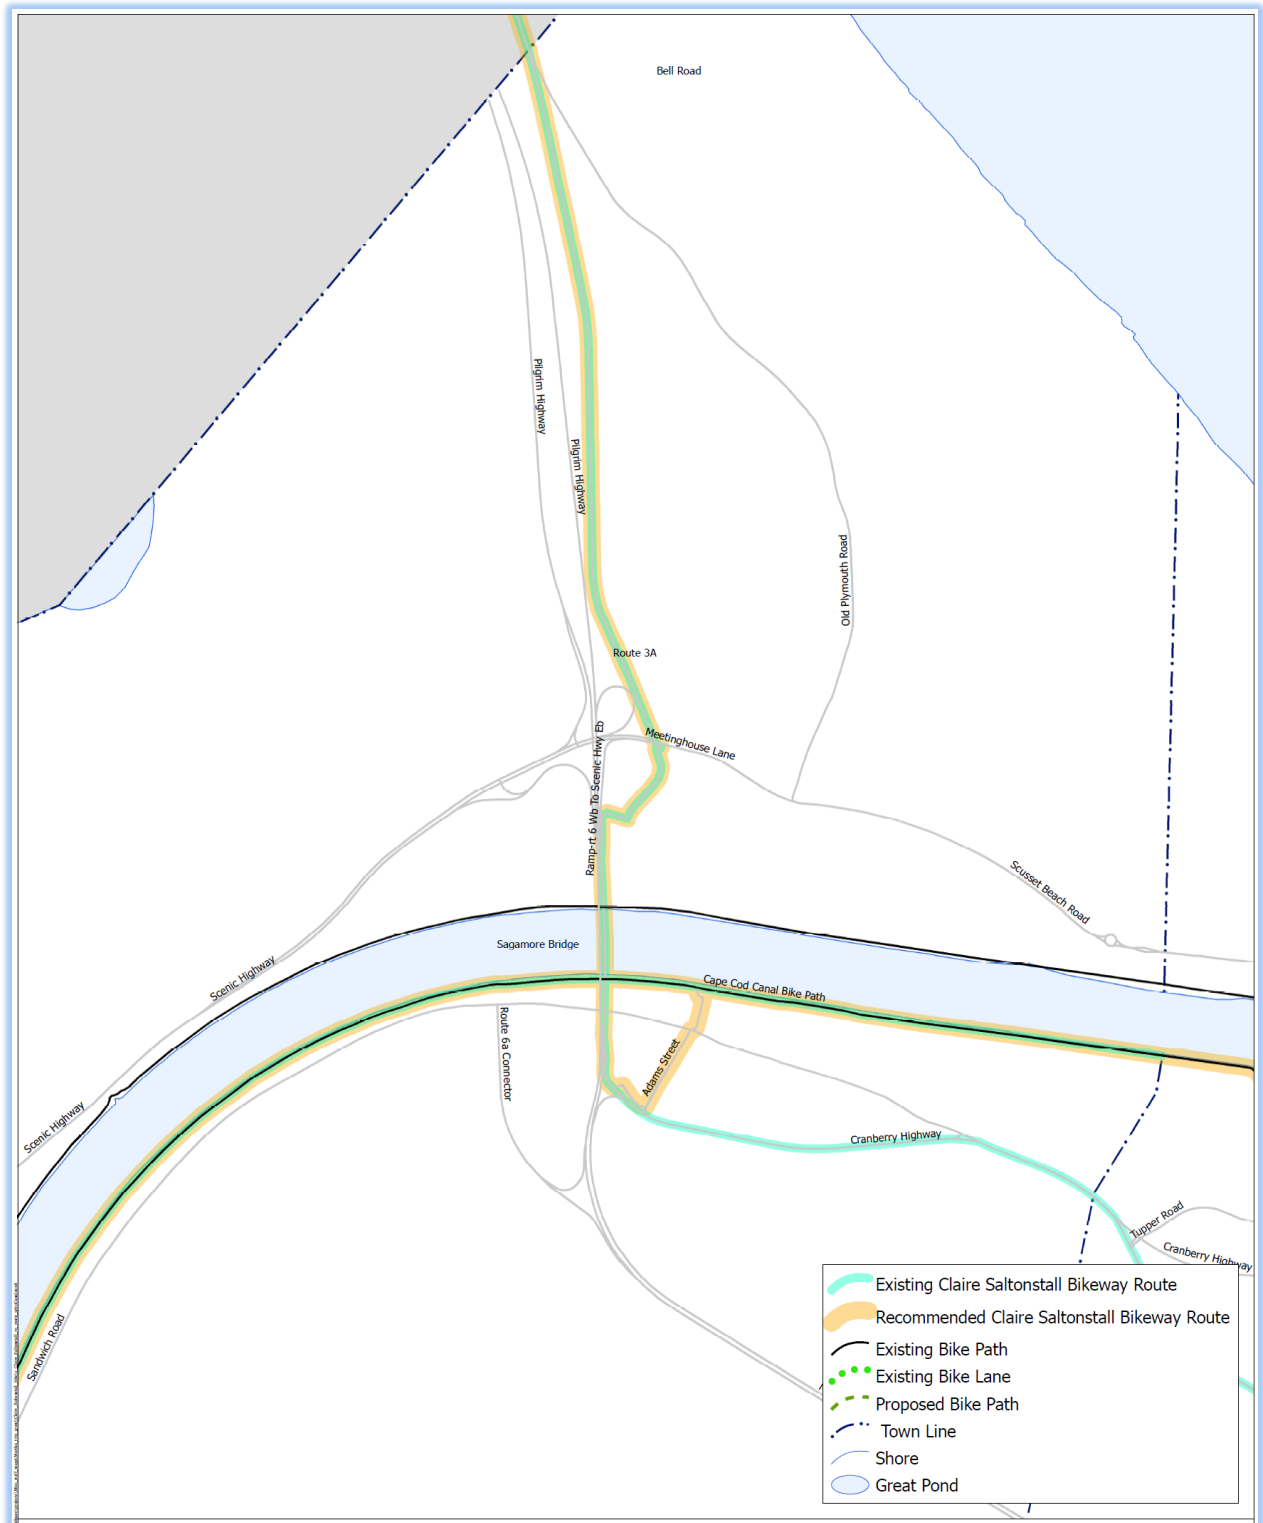 Bell Road
Pilgrim Highway
Pilgrim Highway
Old Plymouth Road
Route 3A
Meetinghouse Lane
Ramp-rt 6 Wb To Scenic Hwy Eb
Scusset Beach Road
Sagamore Bridge
Scenic Highway
Cape Cod Canal Bike Path
Route 6a Connector
Adams Street
Scenic Highway
Cranberry Highway
Tupper Road
Cranberry Highway
Sandwich Road
Existing Claire Saltonstall Bikeway Route
Recommended Claire Saltonstall Bikeway Route
Existing Bike Path
Existing Bike Lane
Proposed Bike Path
Town Line
Shore
Great Pond